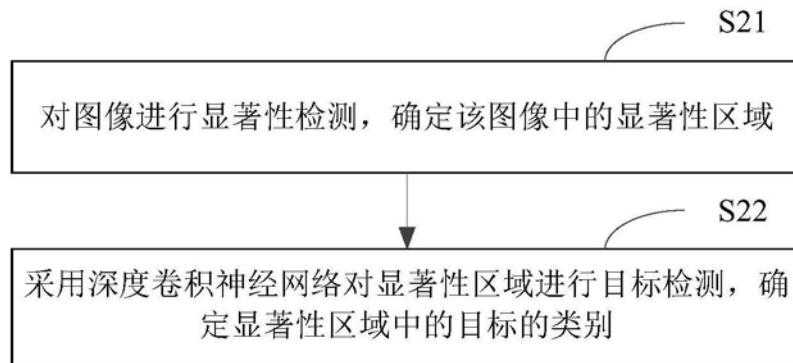 S21
对图像进行显著性检测，确定该图像中的显著性区域
S22
采用深度卷积神经网络对显著性区域进行目标检测，确
定显著性区域中的目标的类别